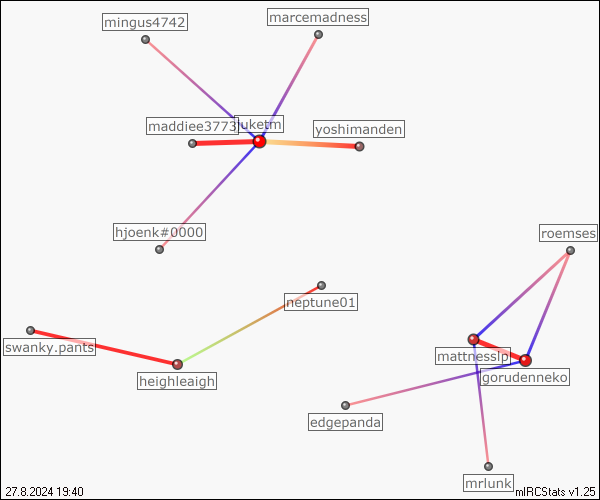 mingus4742
marcemadness
maddiee3773
juketm
yoshimanden
hjoenk#0000
roemses
neptune01
swanky.pants
heighleaigh
mattnesslp
gorudenneko
edgepanda
mrlunk
27.8.2024 19:40
mIRCStats v1.25